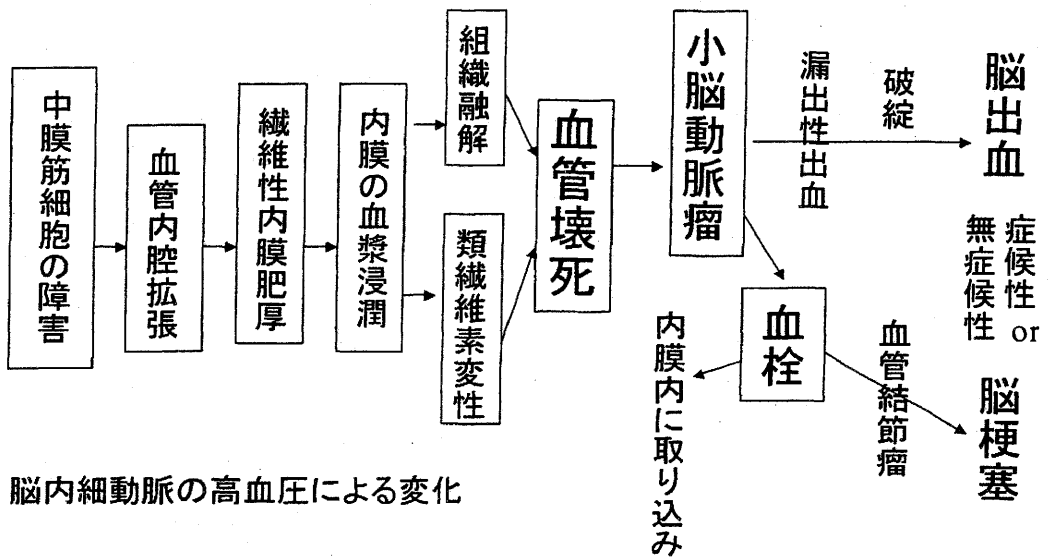 中膜筋細胞の障害
血管内腔拡張
繊維性内膜肥厚
内膜の血漿浸潤
組織融解
類繊維素変性
血管壊死
小脳動脈瘤
漏出性出血
破綻
脳出血
症候性 or
無症候性
血栓
内膜内に取り込み
血管結節瘤
脳梗塞
脳内細動脈の高血圧による変化